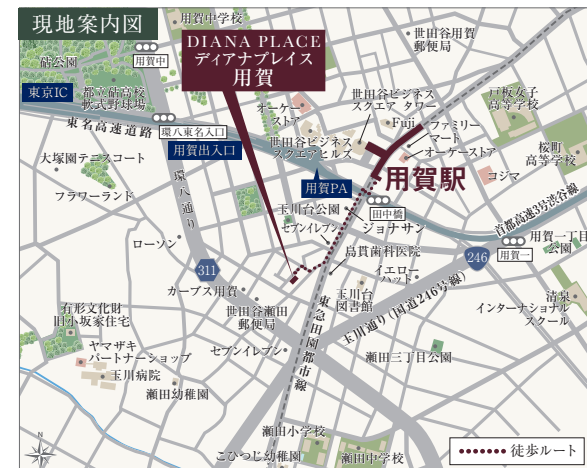 現地案内図
用賀中学校
世田谷用賀
郵便局
砧公園
用賀中
DIANA PLACE
ディアナプレイス
用賀
東京IC
都立砧高校
軟式野球場
オーケー
ストア
世田谷ビジネス
スクエア タワー
戸板女子
高等学校
東名高速道路
環八東名入口
用賀出入口
世田谷ビジネス
スクエアヒルズ
Fuji
ファミリー
マート
オーケーストア
桜町
高等学校
大塚園テニスコート
用賀PA
用賀駅
コジマ
フラワーランド
環八通り
玉川台公園
田中橋
首都高速3号渋谷線
セブンイレブン
ジョナサン
ローソン
島貫歯科医院
用賀一
用賀一丁目
公園
311
246
カーブス用賀
イエロー
ハット
玉川台
図書館
清泉
インターナショナル
スクール
有形文化財
旧小坂家住宅
世田谷瀬田
郵便局
東急田園都市線
玉川通り(国道246号線)
ヤマザキ
パートナーショップ
セブンイレブン
瀬田三丁目公園
玉川病院
瀬田幼稚園
瀬田小学校
こひつじ幼稚園
瀬田中学校
N
徒歩ルート